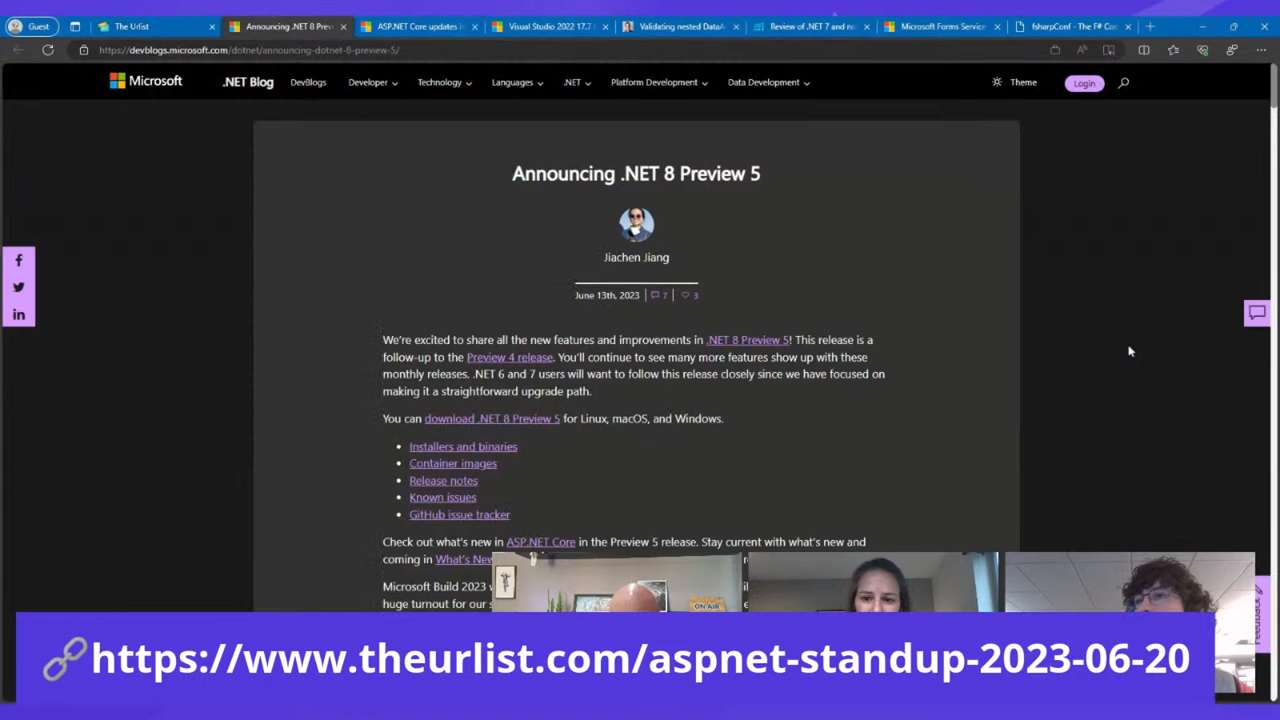 Guest
The Urlist
Announcing .NET 8 Prev
ASP.NET Core updates i
Visual Studio 2022 17.7
Validating nested DataA
Review of .NET 7 and n
Microsoft Forms Service
fsharpConf - The F# Co
https://devblogs.microsoft.com/dotnet/announcing-dotnet-8-preview-5/
Microsoft
.NET Blog
DevBlogs
Developer
Technology
Languages
.NET
Platform Development
Data Development
Theme
Login
Announcing .NET 8 Preview 5
Jiachen Jiang
June 13th, 2023
7
3
We're excited to share all the new features and improvements in .NET 8 Preview 5! This release is a
follow-up to the Preview 4 release. You'll continue to see many more features show up with these
monthly releases. .NET 6 and 7 users will want to follow this release closely since we have focused on
making it a straightforward upgrade path.
You can download .NET 8 Preview 5 for Linux, macOS, and Windows.
Installers and binaries
Container images
Release notes
Known issues
GitHub issue tracker
Check out what's new in ASP.NET Core in the Preview 5 release. Stay current with what's new and
coming in What's New
Microsoft Build 2023
huge turnout for our
ON AIR
Feedback
https://www.theurlist.com/aspnet-standup-2023-06-20